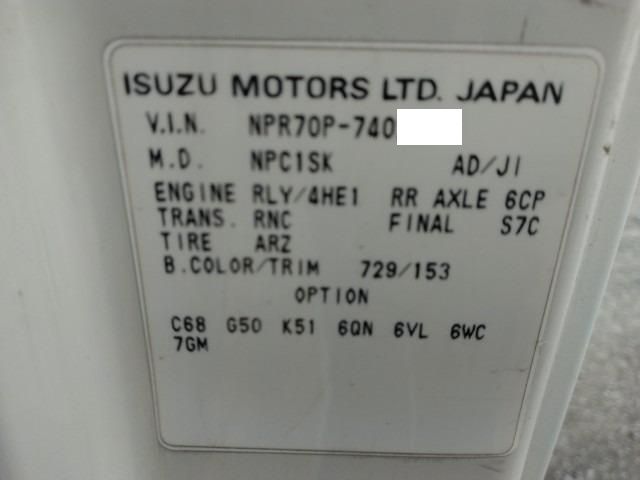 ISUZU MOTORS LTD. JAPAN
V.I.N. NPR70P-740
M.D. NPC1SK AD/J1
ENGINE RLY/4HE1 RR AXLE 6CP
TRANS. RNC FINAL S7C
TIRE ARZ
B.COLOR/TRIM 729/153
OPTION
C68 G50 K51 6QN 6VL 6WC
7GM